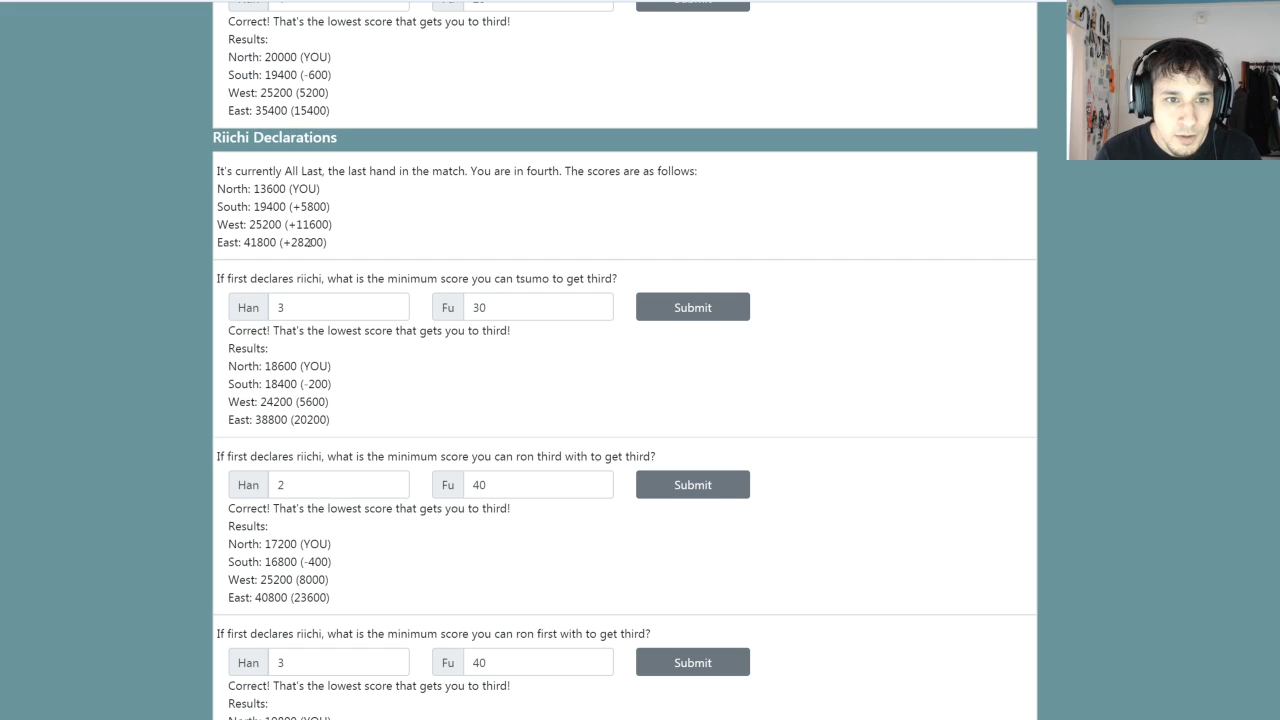 Correct! That's the lowest score that gets you to third!
Results:
North: 20000 (YOU)
South: 19400 (-600)
West: 25200 (5200)
East: 35400 (15400)
Riichi Declarations
It's currently All Last, the last hand in the match. You are in fourth. The scores are as follows:
North: 13600 (YOU)
South: 19400 (+5800)
West: 25200 (+11600)
East: 41800 (+28200)
If first declares riichi, what is the minimum score you can tsumo to get third?
Han 3 Fu 30 Submit
Correct! That's the lowest score that gets you to third!
Results:
North: 18600 (YOU)
South: 18400 (-200)
West: 24200 (5600)
East: 38800 (20200)
If first declares riichi, what is the minimum score you can ron third with to get third?
Han 2 Fu 40 Submit
Correct! That's the lowest score that gets you to third!
Results:
North: 17200 (YOU)
South: 16800 (-400)
West: 25200 (8000)
East: 40800 (23600)
If first declares riichi, what is the minimum score you can ron first with to get third?
Han 3 Fu 40 Submit
Correct! That's the lowest score that gets you to third!
Results: